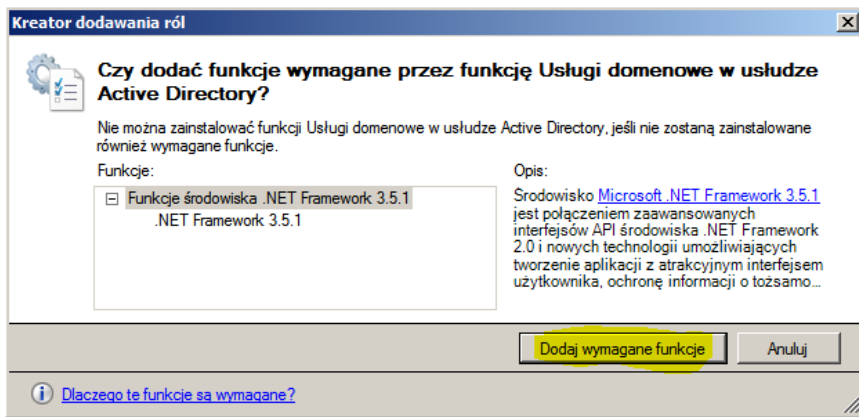 Kreator dodawania ról
Czy dodać funkcje wymagane przez funkcję Usługi domenowe w usłudze
Active Directory?
Nie można zainstalować funkcji Usługi domenowe w usłudze Active Directory, jeśli nie zostaną zainstalowane
również wymagane funkcje.
Funkcje:
Funkcje środowiska .NET Framework 3.5.1
.NET Framework 3.5.1
Opis:
Środowisko Microsoft .NET Framework 3.5.1
jest połączeniem zaawansowanych
interfejsów API środowiska .NET Framework
2.0 i nowych technologii umożliwiających
tworzenie aplikacji z atrakcyjnym interfejsem
użytkownika, ochronę informacji o tożsamo...
Dodaj wymagane funkcje
Anuluj
Dlaczego te funkcje są wymagane?